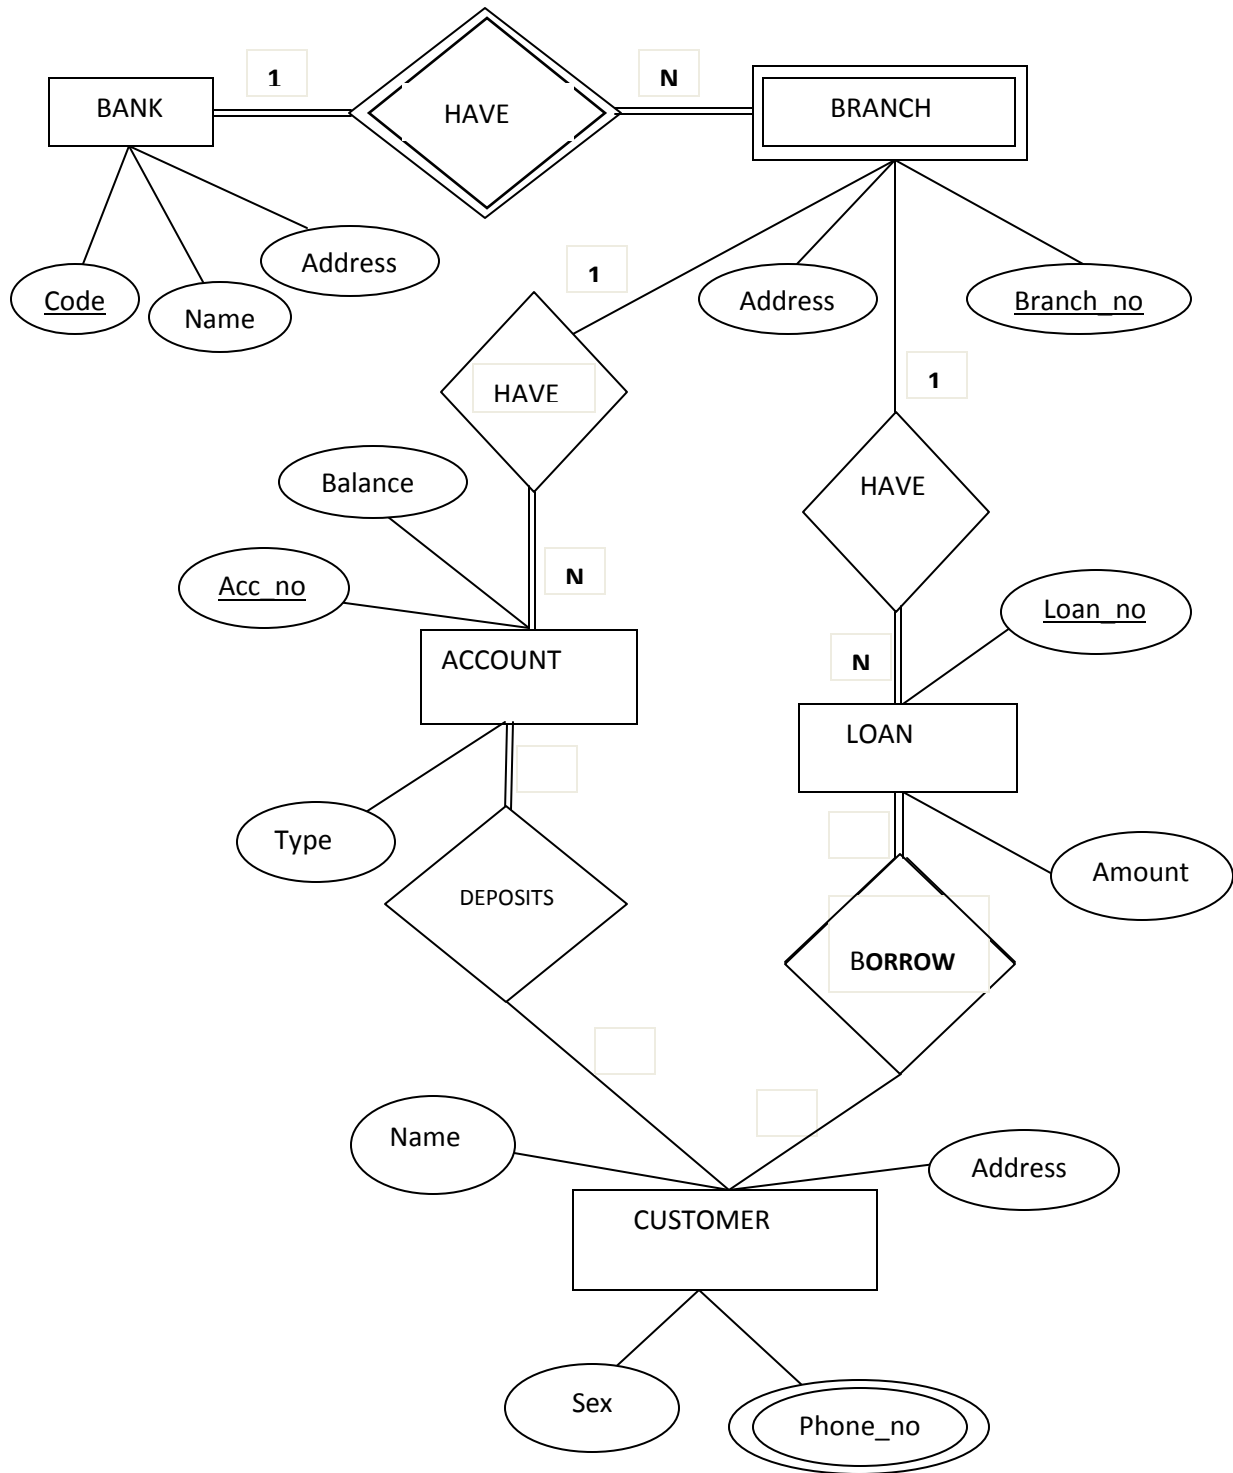 1
N
BANK
HAVE
BRANCH
Address
Code
Name
1
Address
Branch_no
HAVE
1
Balance
HAVE
Acc_no
N
Loan_no
ACCOUNT
N
LOAN
Type
Amount
DEPOSITS
BORROW
Name
Address
CUSTOMER
Sex
Phone_no